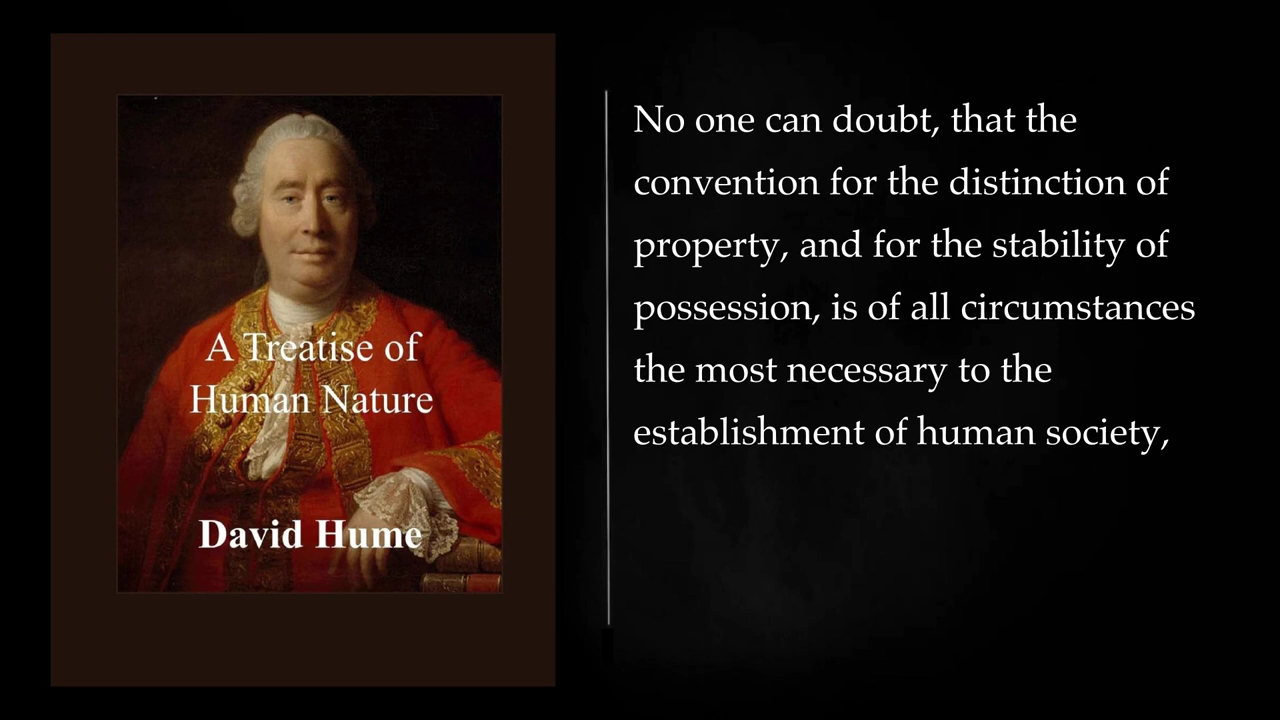 A Treatise of
Human Nature
David Hume
No one can doubt, that the
convention for the distinction of
property, and for the stability of
possession, is of all circumstances
the most necessary to the
establishment of human society,